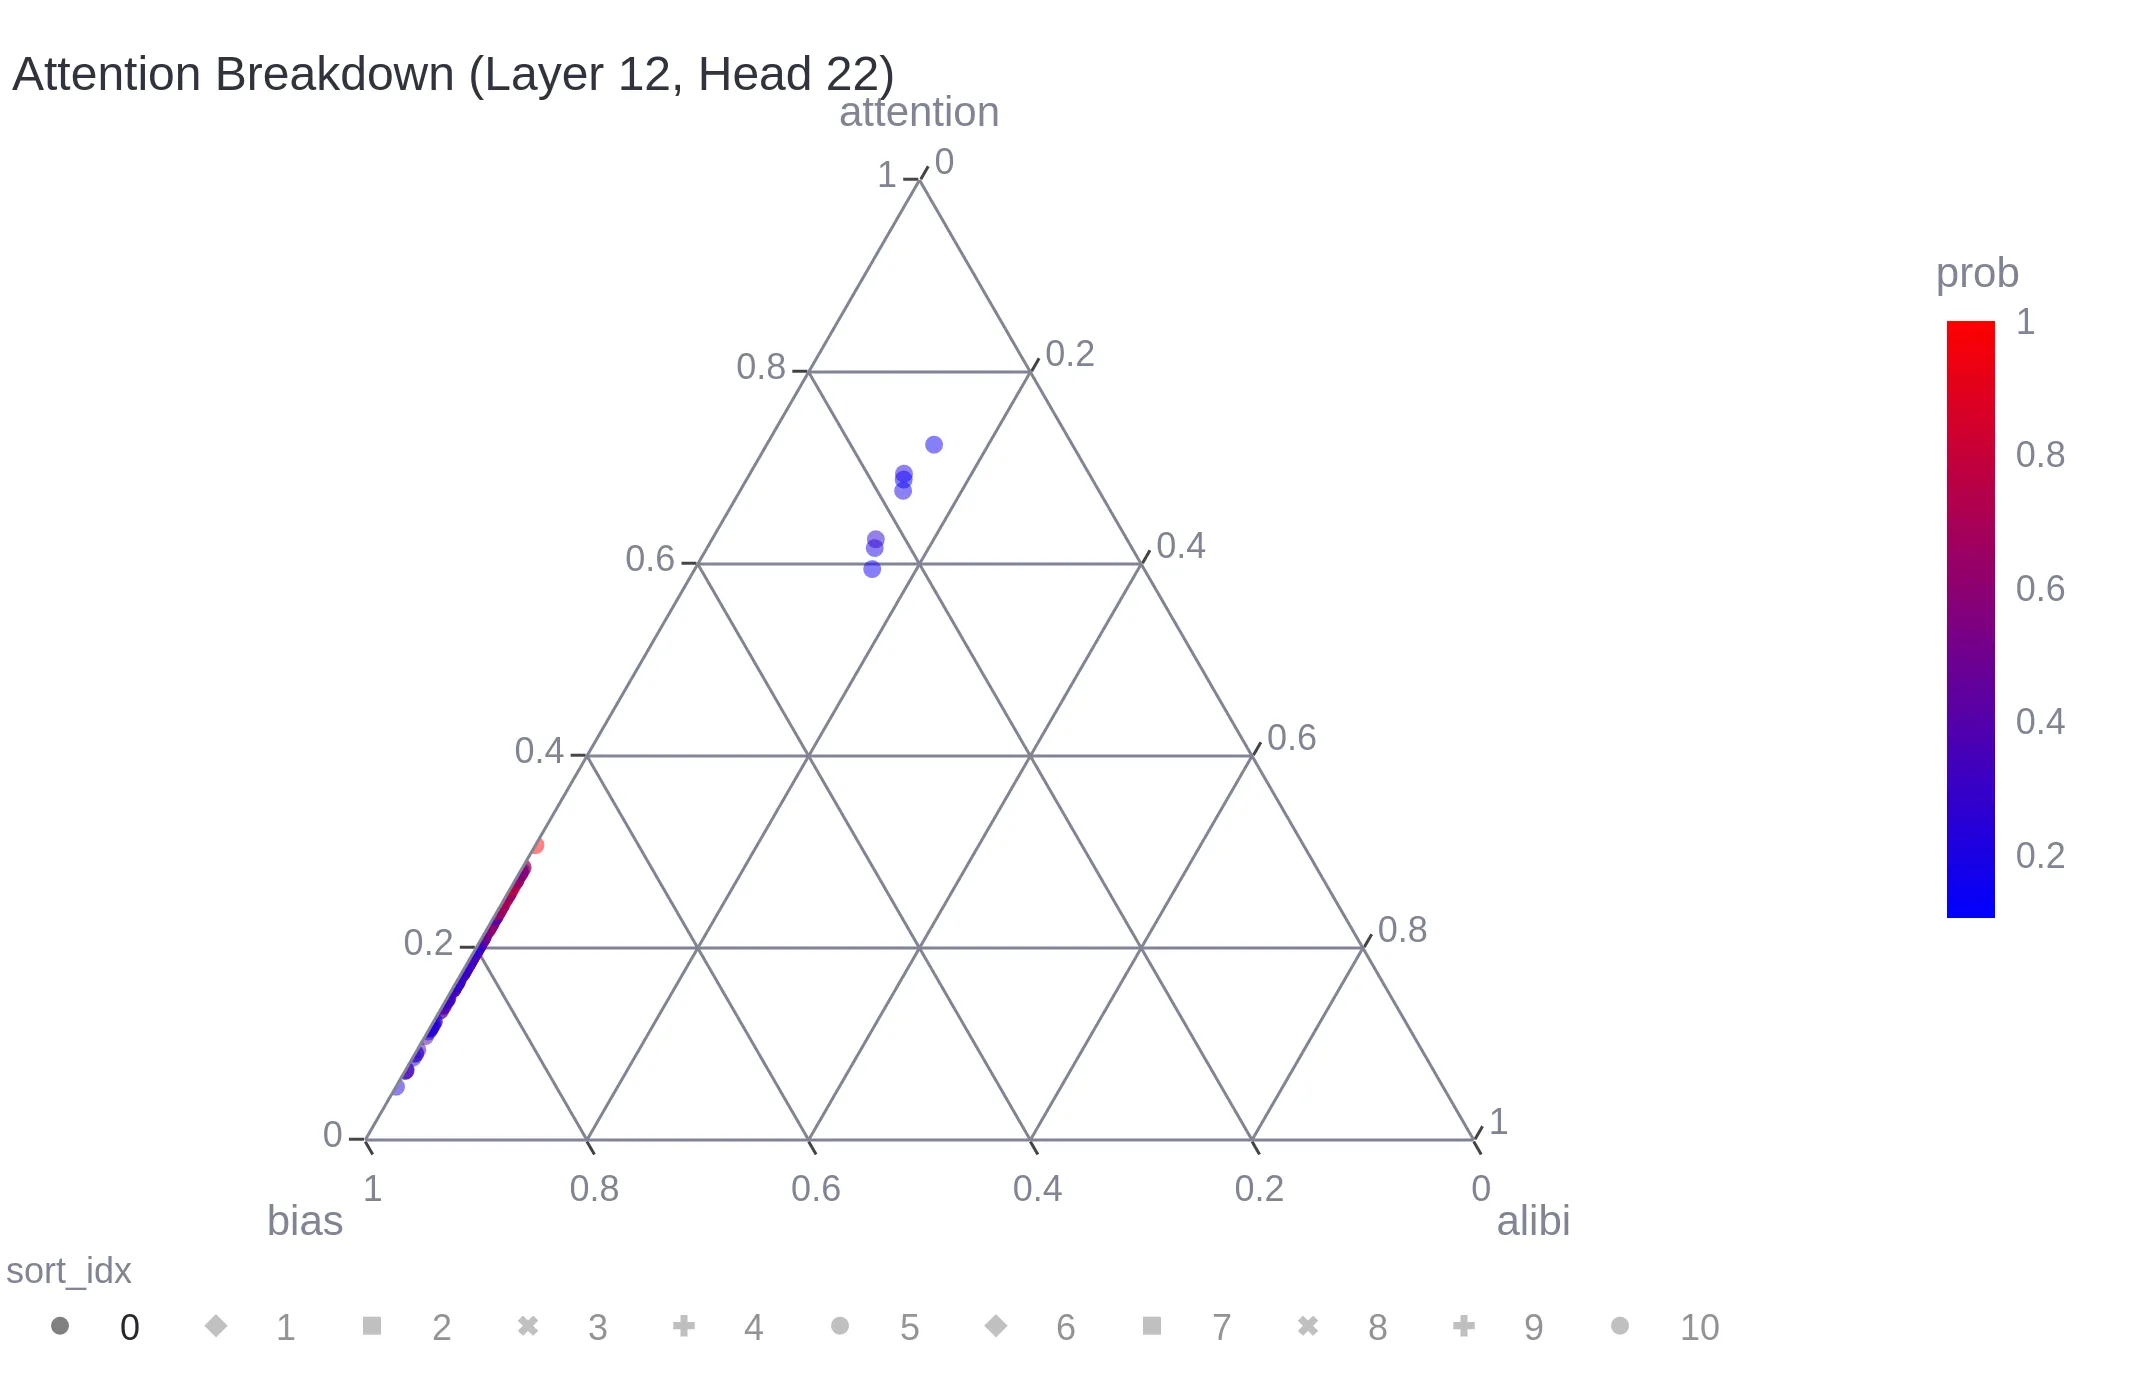 Attention Breakdown (Layer 12, Head 22)
attention
1 0
prob
1
0.8 0.2
0.8
0.6 0.4
0.6
0.4 0.6
0.4
0.2
0.2 0.8
0 1
1 0.8 0.6 0.4 0.2 0
bias alibi
sort_idx
0 1 2 3 4 5 6 7 8 9 10